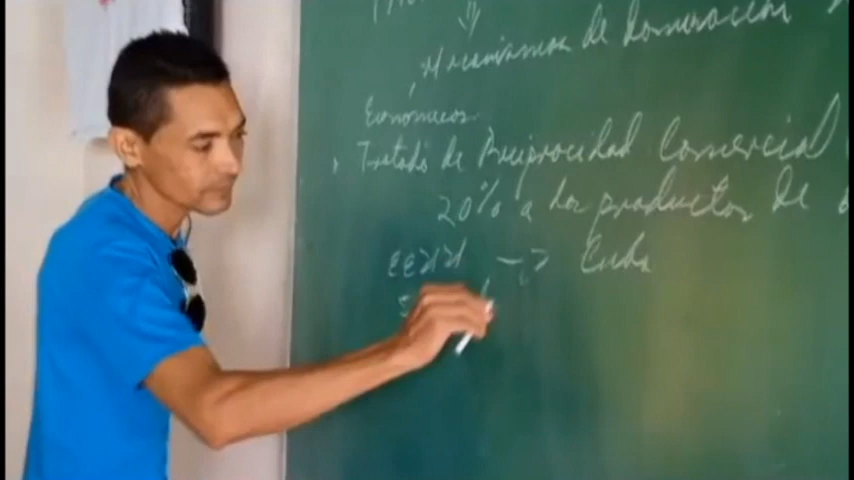 Mecanismos de Dominación
Económicos
Tratado de Reciprocidad Comercial
20% a los productos de
EEUU → Cuba